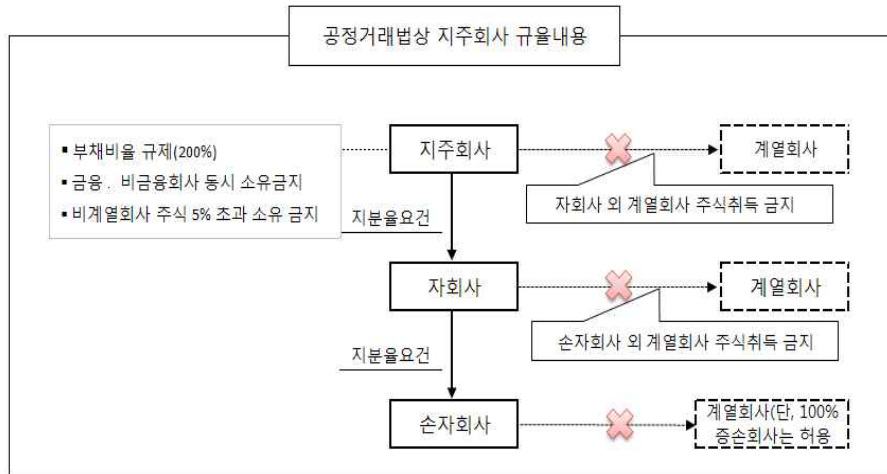 공정거래법상 지주회사 규율내용
▪ 부채비율 규제(200%)
▪ 금융 . 비금융회사 동시 소유금지
▪ 비계열회사 주식 5% 초과 소유 금지
지주회사
계열회사
자회사 외 계열회사 주식취득 금지
지분율요건
자회사
계열회사
손자회사 외 계열회사 주식취득 금지
지분율요건
손자회사
계열회사(단, 100%
증손회사는 허용